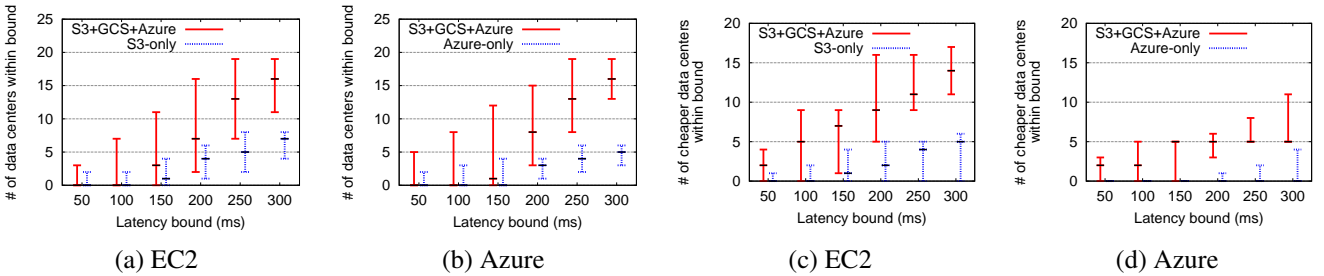 # of data centers within bound
25
20
15
10
5
0
S3+GCS+Azure
S3-only
50 100 150 200 250 300
Latency bound (ms)
(a) EC2
# of data centers within bound
25
20
15
10
5
0
S3+GCS+Azure
Azure-only
50 100 150 200 250 300
Latency bound (ms)
(b) Azure
# of cheaper data centers
within bound
20
15
10
5
0
S3+GCS+Azure
S3-only
50 100 150 200 250 300
Latency bound (ms)
(c) EC2
# of cheaper data centers
within bound
20
15
10
5
0
S3+GCS+Azure
Azure-only
50 100 150 200 250 300
Latency bound (ms)
(d) Azure